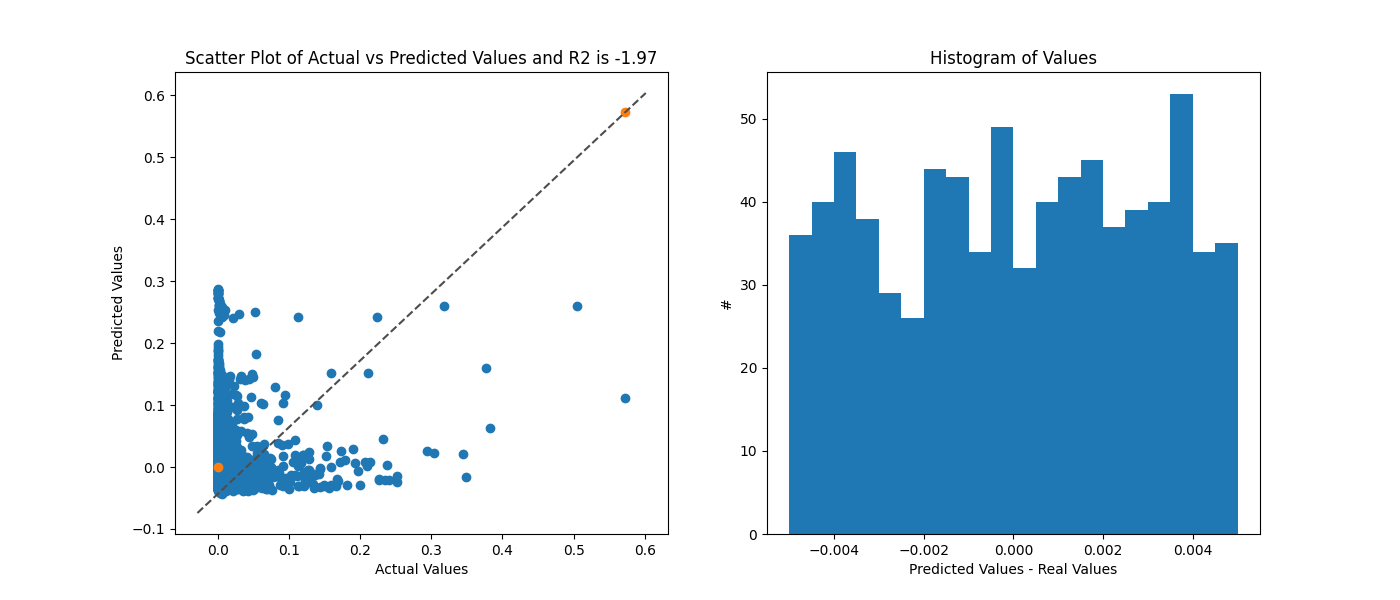 Scatter Plot of Actual vs Predicted Values and R2 is -1.97
Predicted Values
0.6
0.5
0.4
0.3
0.2
0.1
0.0
−0.1
0.0 0.1 0.2 0.3 0.4 0.5 0.6
Actual Values
Histogram of Values
#
50
40
30
20
10
0
−0.004 −0.002 0.000 0.002 0.004
Predicted Values - Real Values